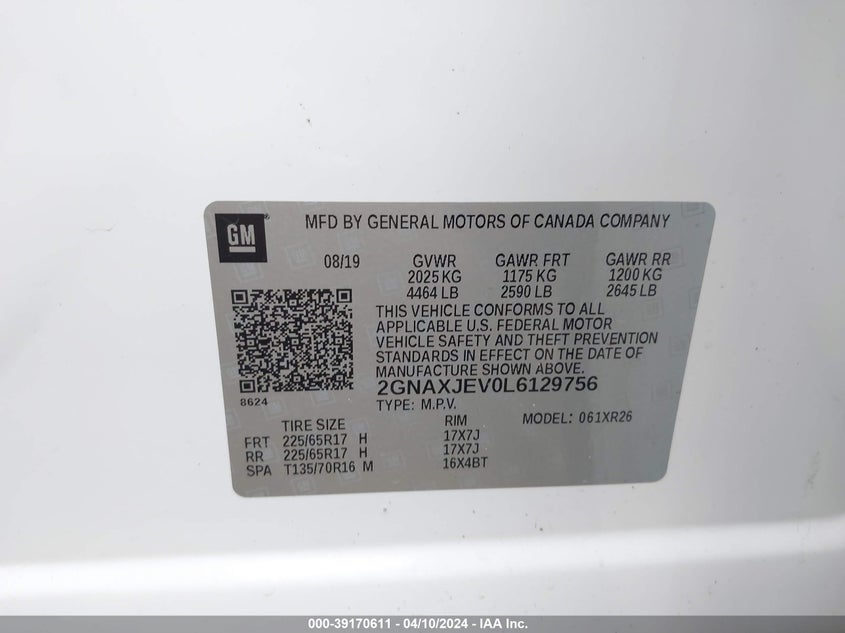 GM
MFD BY GENERAL MOTORS OF CANADA COMPANY
08/19 GVWR GAWR FRT GAWR RR
2025 KG 1175 KG 1200 KG
4464 LB 2590 LB 2645 LB
THIS VEHICLE CONFORMS TO ALL
APPLICABLE U.S. FEDERAL MOTOR
VEHICLE SAFETY AND THEFT PREVENTION
STANDARDS IN EFFECT ON THE DATE OF
MANUFACTURE SHOWN ABOVE.
8624
2GNAXJEV0L6129756
TYPE: M.P.V.
TIRE SIZE RIM MODEL: 061XR26
FRT 225/65R17 H 17X7J
RR 225/65R17 H 17X7J
SPA T135/70R16 M 16X4BT
000-39170611 - 04/10/2024 - IAA Inc.